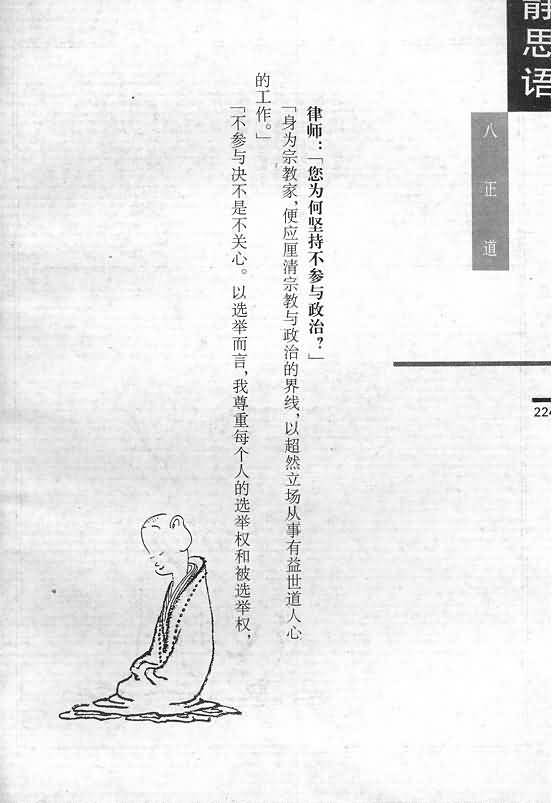 静思语
八正道
224
律师：「您为何坚持不参与政治？」
「身为宗教家，便应厘清宗教与政治的界线，以超然立场从事有益世道人心
的工作。」
「不参与决不是不关心。以选举而言，我尊重每个人的选举权和被选举权，